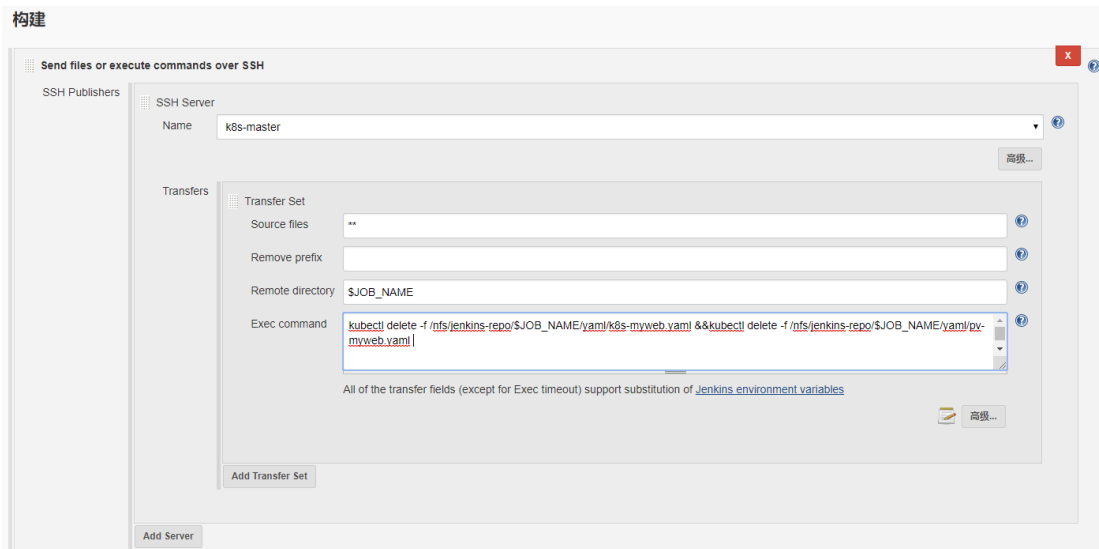 构建
X
Send files or execute commands over SSH
SSH Publishers
SSH Server
Name
k8s-master
高级...
Transfers
Transfer Set
Source files
**
Remove prefix
Remote directory
$JOB_NAME
Exec command
kubectl delete -f /nfs/jenkins-repo/$JOB_NAME/yaml/k8s-myweb.yaml &&kubectl delete -f /nfs/jenkins-repo/$JOB_NAME/yaml/pv-
myweb.yaml
All of the transfer fields (except for Exec timeout) support substitution of Jenkins environment variables
高级...
Add Transfer Set
Add Server